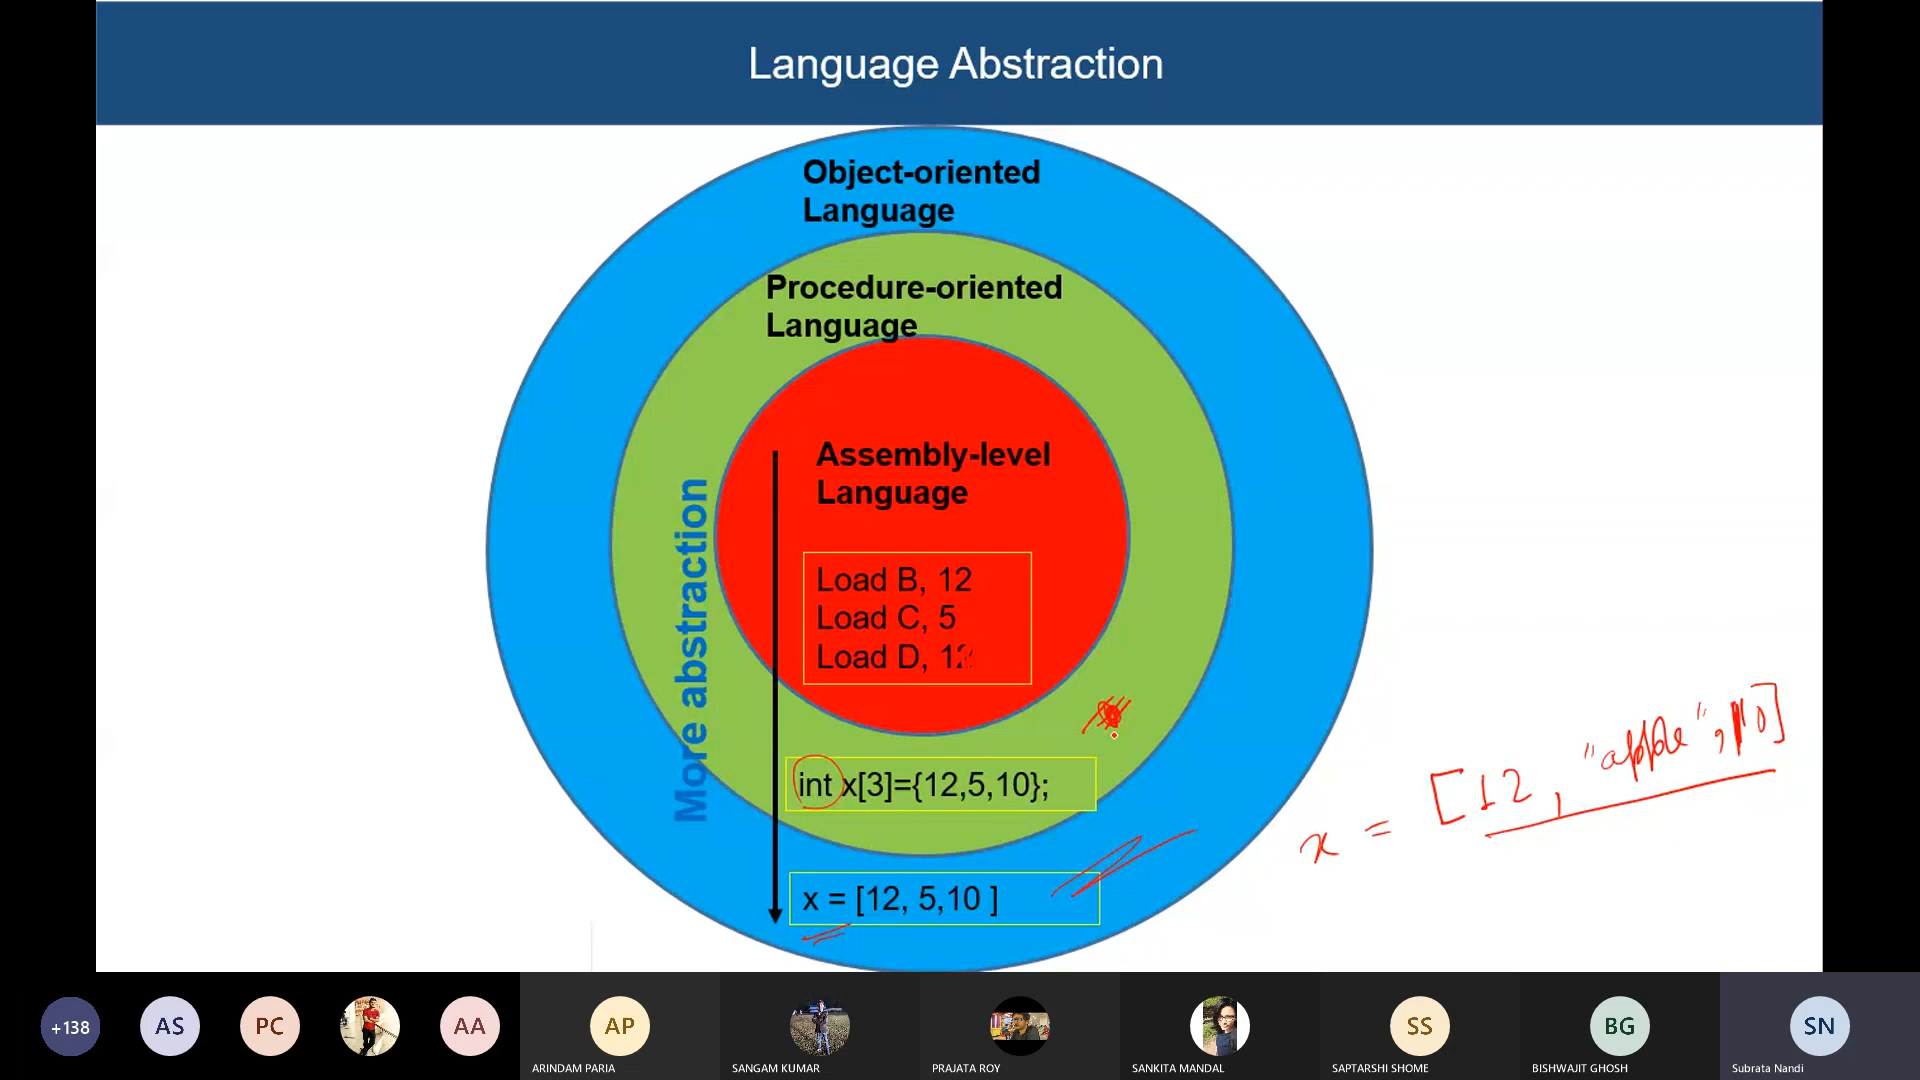 Language Abstraction
Object-oriented
Language
Procedure-oriented
Language
Assembly-level
Language
More abstraction
Load B, 12
Load C, 5
Load D, 12
int x[3]={12,5,10};
x = [12, 5,10 ]
x = [12, "apple", 10]
+138
AS
PC
AA
AP
SS
BG
SN
ARINDAM PARIA
SANGAM KUMAR
PRAJATA ROY
SANKITA MANDAL
SAPTARSHI SHOME
BISHWAJIT GHOSH
Subrata Nandi